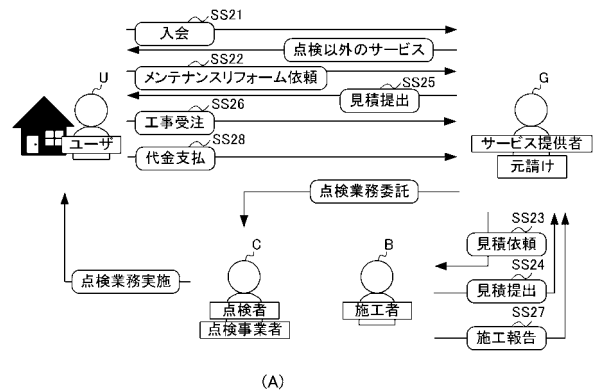 SS21
入会
点検以外のサービス
SS22
メンテナンスリフォーム依頼
SS25
見積提出
U
G
SS26
工事受注
ユーザ
サービス提供者
元請け
SS28
代金支払
点検業務委託
SS23
見積依頼
C
B
SS24
見積提出
点検業務実施
点検者
点検事業者
施工者
SS27
施工報告
(A)